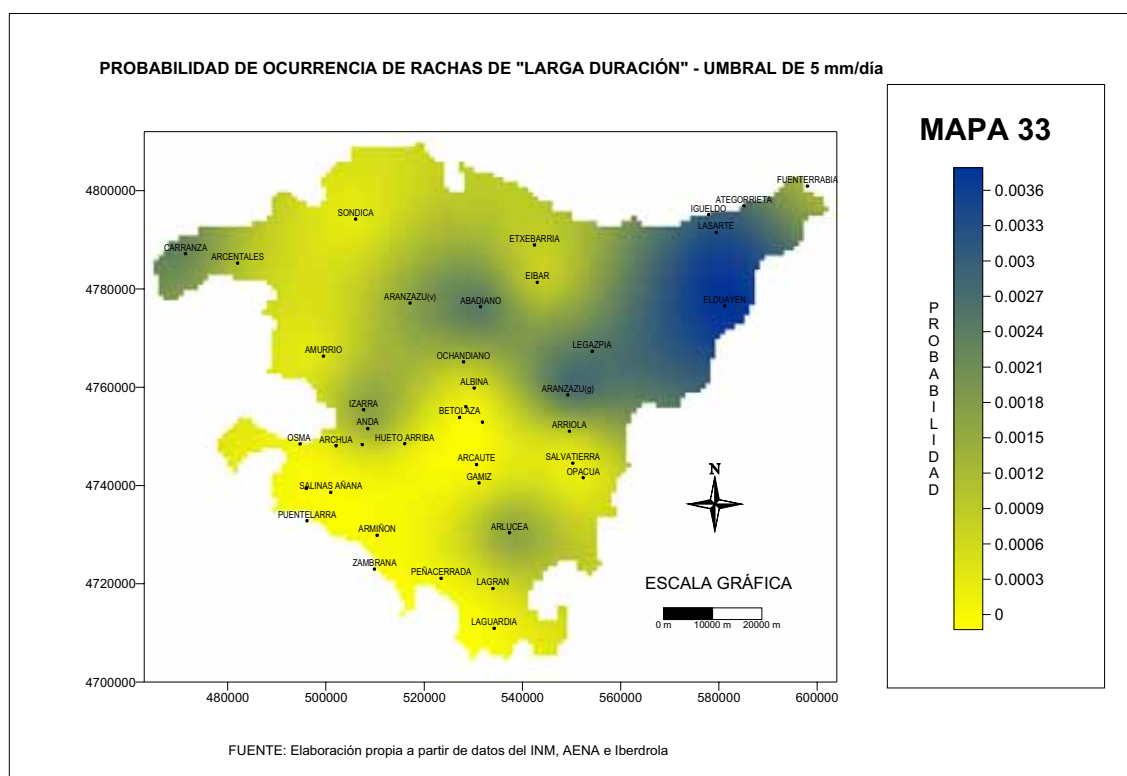 PROBABILIDAD DE OCURRENCIA DE RACHAS DE "LARGA DURACIÓN" - UMBRAL DE 5 mm/día
MAPA 33
PROBABILIDAD
0.0036
0.0033
0.003
0.0027
0.0024
0.0021
0.0018
0.0015
0.0012
0.0009
0.0006
0.0003
0
4800000
4780000
4760000
4740000
4720000
4700000
480000
500000
520000
540000
560000
580000
600000
FUENTERRABIA
ATEGORRIETA
IGUELDO
LASARTE
SONDICA
ETXEBARRIA
CARRANZA
ARCENTALES
EIBAR
ARANZAZU(v)
ABADIANO
ELDUAYEN
LEGAZPIA
AMURRIO
OCHANDIANO
ALBINA
ARANZAZU(g)
IZARRA
BETOLAZA
ANDA
ARRIOLA
OSMA
ARCHUA
HUETO ARRIBA
ARCAUTE
SALVATIERRA
OPACUA
GAMIZ
SALINAS AÑANA
PUENTELARRA
ARMIÑON
ARLUCEA
ZAMBRANA
PEÑACERRADA
LAGRAN
LAGUARDIA
N
ESCALA GRÁFICA
0 m 10000 m 20000 m
FUENTE: Elaboración propia a partir de datos del INM, AENA e Iberdrola